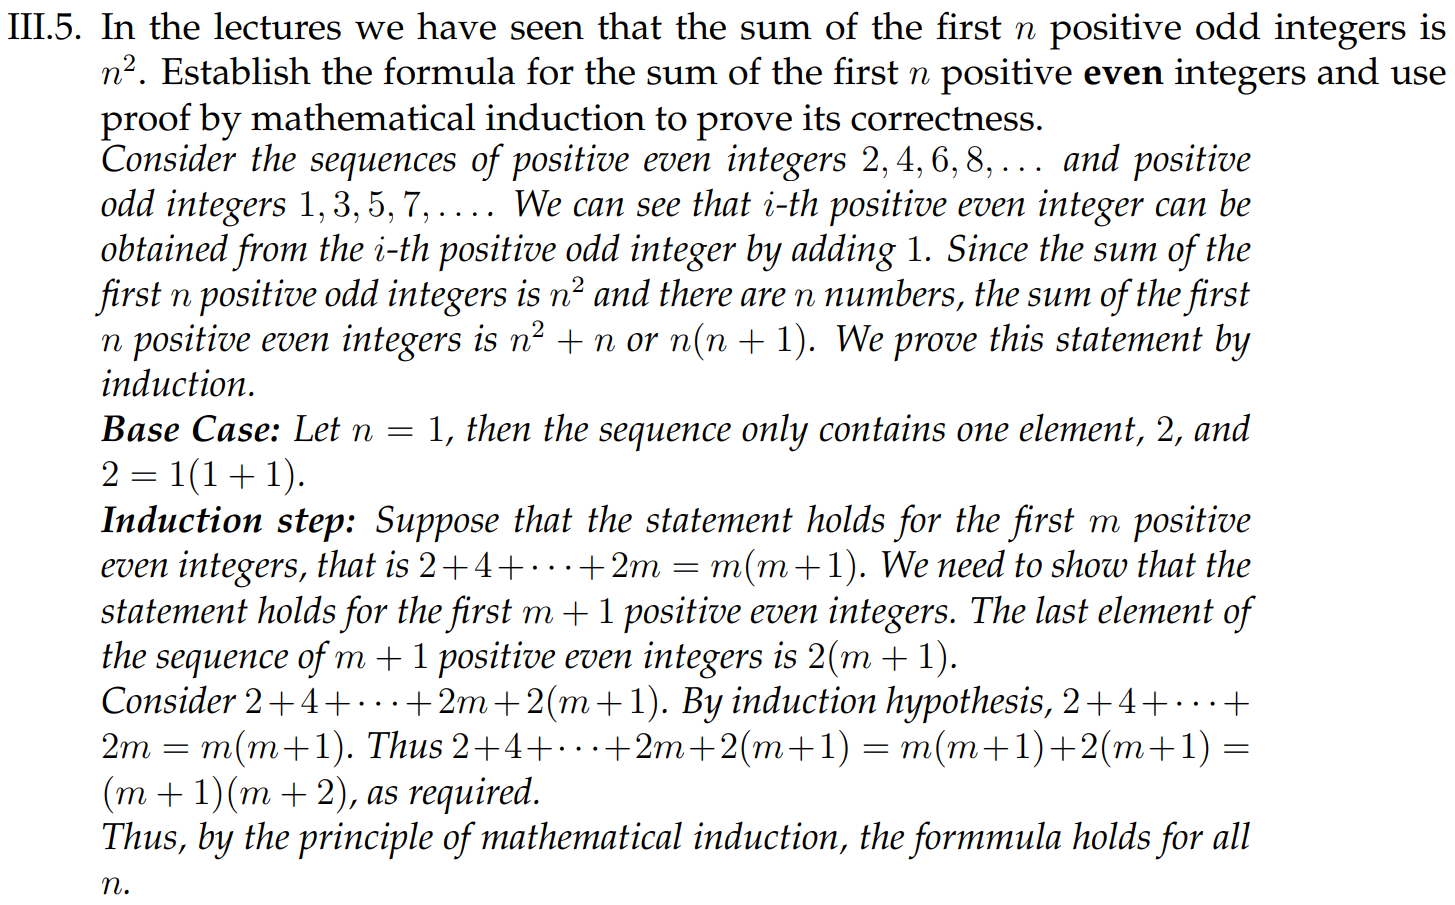 III.5. In the lectures we have seen that the sum of the first n positive odd integers is
n². Establish the formula for the sum of the first n positive even integers and use
proof by mathematical induction to prove its correctness.
Consider the sequences of positive even integers 2, 4, 6, 8, . . . and positive
odd integers 1, 3, 5, 7, . . . . We can see that i-th positive even integer can be
obtained from the i-th positive odd integer by adding 1. Since the sum of the
first n positive odd integers is n² and there are n numbers, the sum of the first
n positive even integers is n² + n or n(n + 1). We prove this statement by
induction.
Base Case: Let n = 1, then the sequence only contains one element, 2, and
2 = 1(1 + 1).
Induction step: Suppose that the statement holds for the first m positive
even integers, that is 2+4+···+2m = m(m+1). We need to show that the
statement holds for the first m + 1 positive even integers. The last element of
the sequence of m + 1 positive even integers is 2(m + 1).
Consider 2+4+···+2m+2(m+1). By induction hypothesis, 2+4+···+
2m = m(m+1). Thus 2+4+···+2m+2(m+1) = m(m+1)+2(m+1) =
(m + 1)(m + 2), as required.
Thus, by the principle of mathematical induction, the formmula holds for all
n.